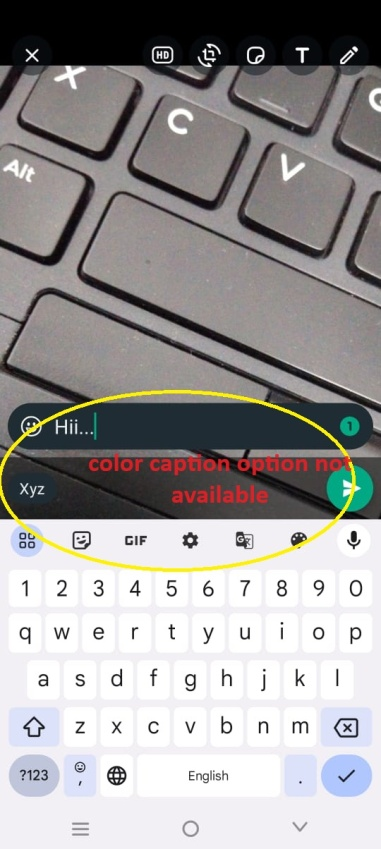 HD T
X
C
G
Alt
V
Hii... 1
color caption option not
available
Xyz
GIF
1 2 3 4 5 6 7 8 9 0
q w e r t y u i o p
a s d f g h j k l
z x c v b n m
?123 , English .